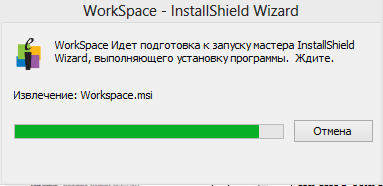 WorkSpace - InstallShield Wizard
WorkSpace Идет подготовка к запуску мастера InstallShield
Wizard, выполняющего установку программы. Ждите.
Извлечение: Workspace.msi
Отмена